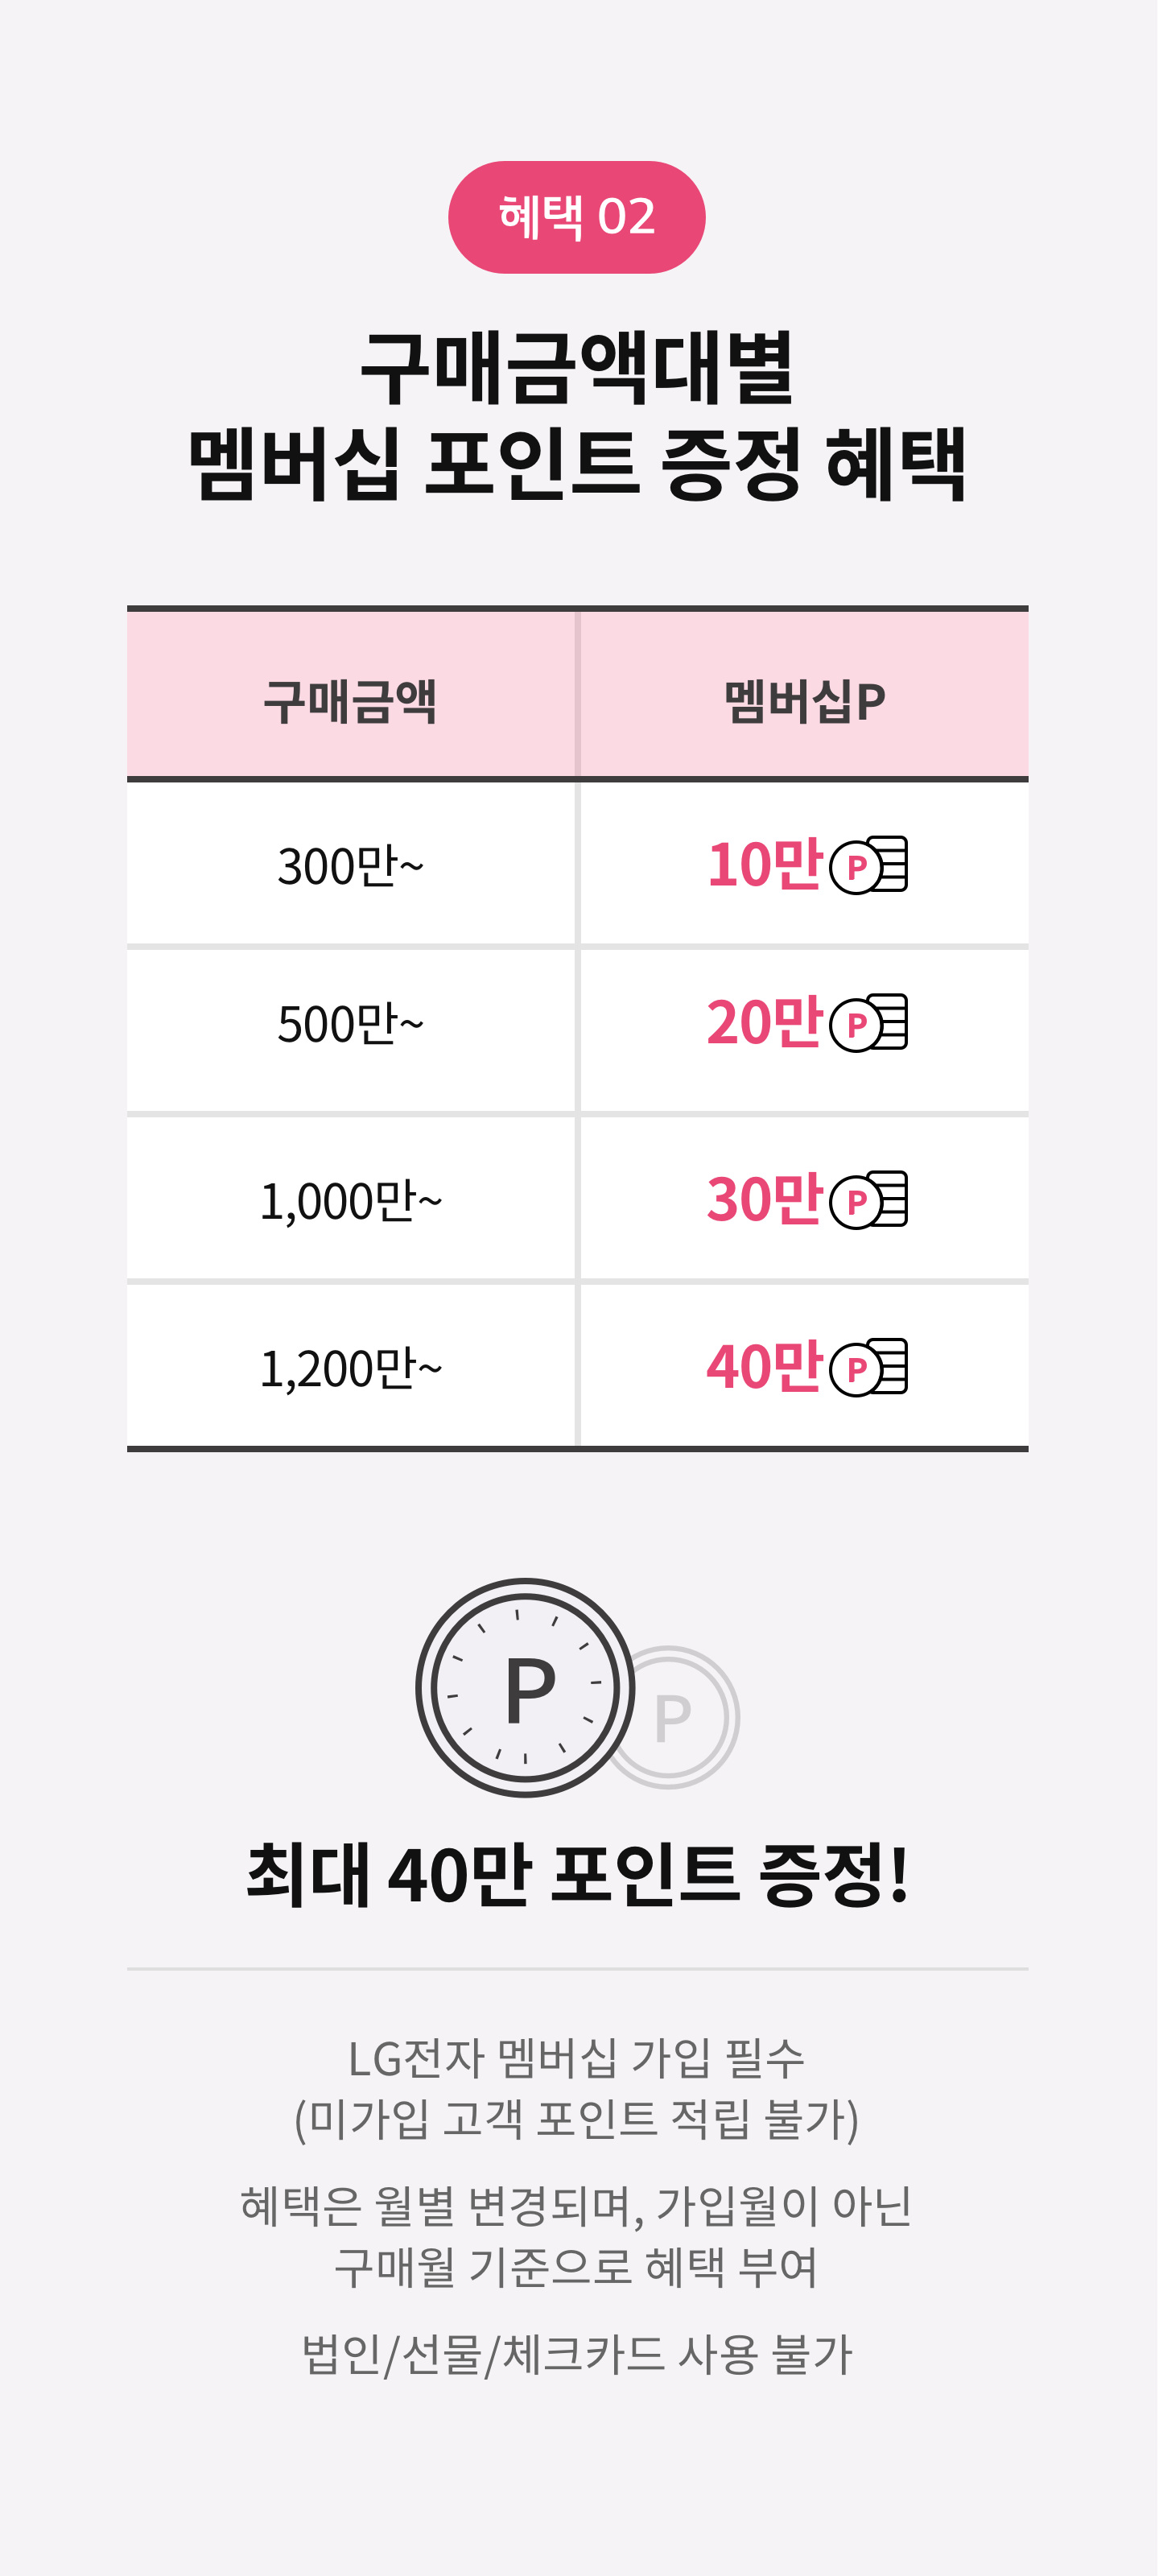 혜택 02
구매금액대별
멤버십 포인트 증정 혜택
구매금액 멤버십P
300만~ 10만 P
500만~ 20만 P
1,000만~ 30만 P
1,200만~ 40만 P
P P
최대 40만 포인트 증정!
LG전자 멤버십 가입 필수
(미가입 고객 포인트 적립 불가)
혜택은 월별 변경되며, 가입월이 아닌
구매월 기준으로 혜택 부여
법인/선물/체크카드 사용 불가